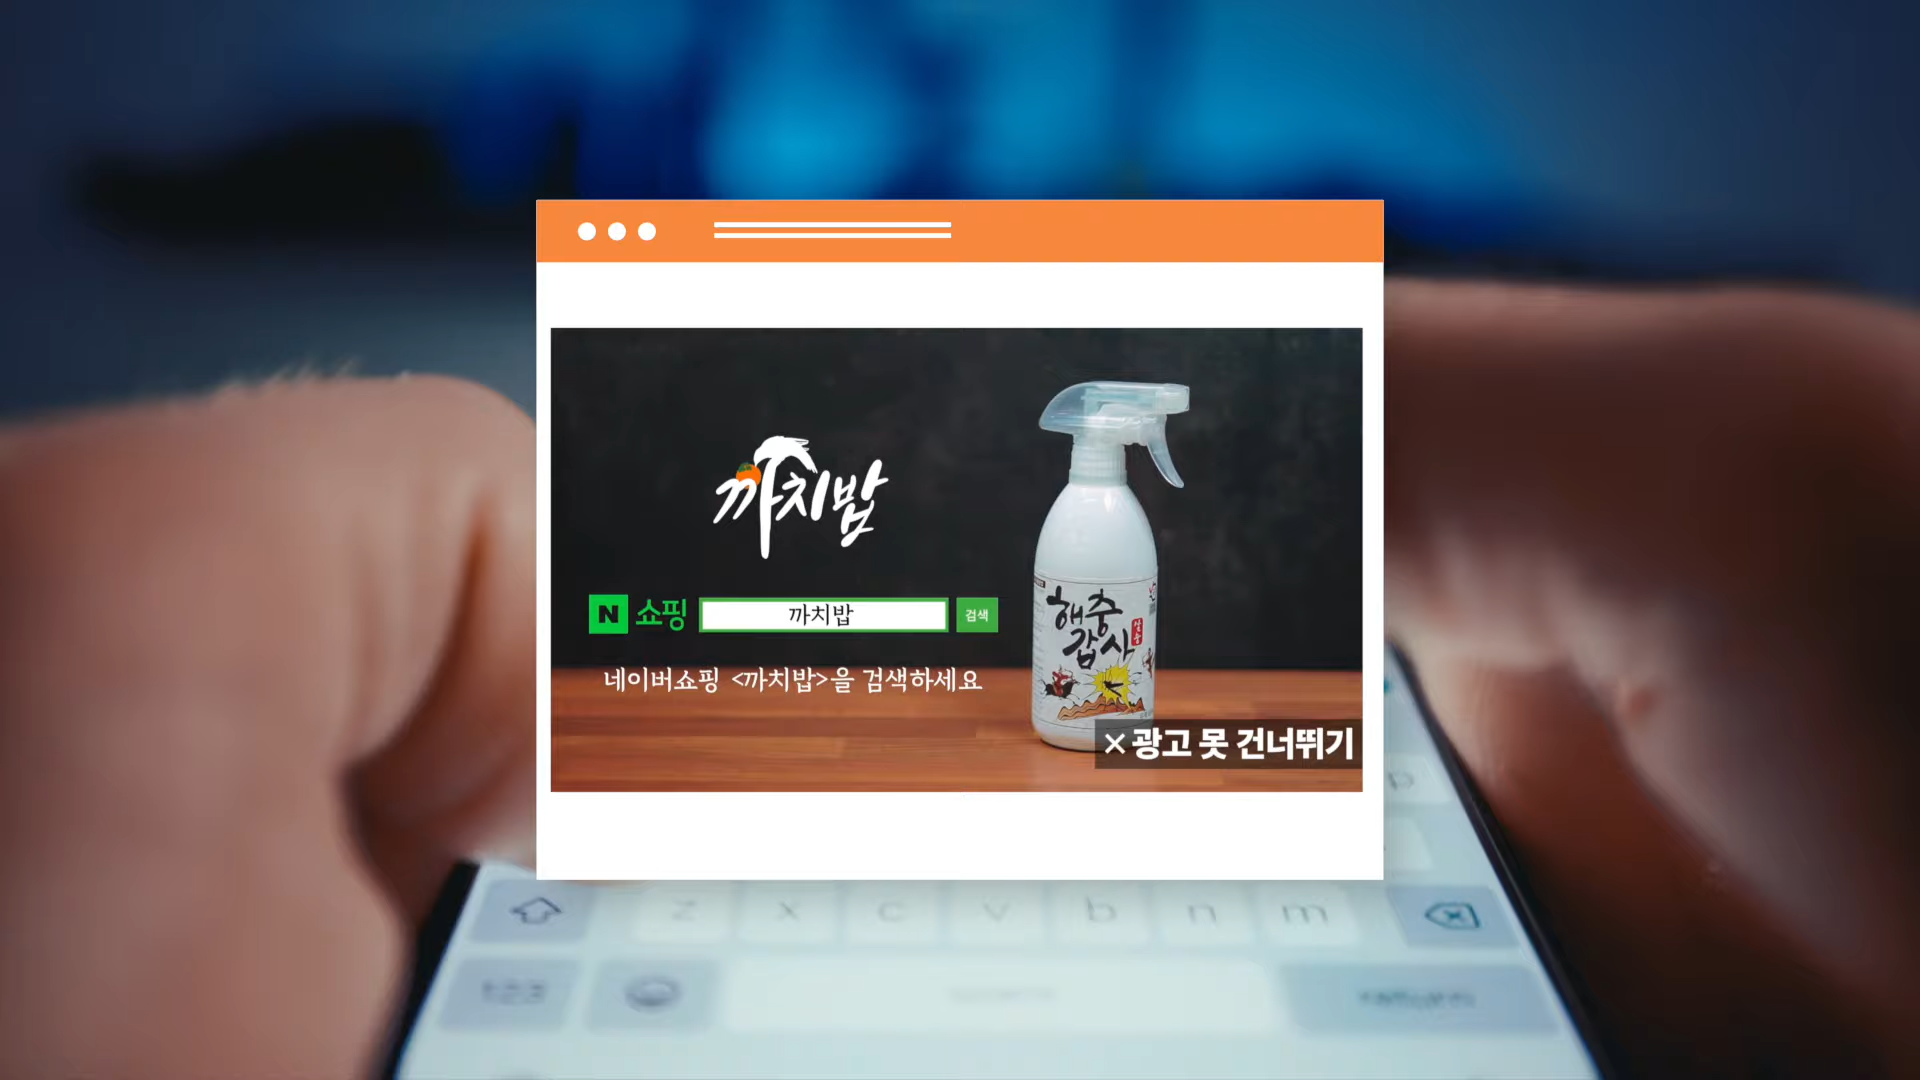 까치밥
N 쇼핑 까치밥 검색
네이버쇼핑 <까치밥>을 검색하세요
해충
감사
×광고 못 건너뛰기
p
z x c v b n m
123